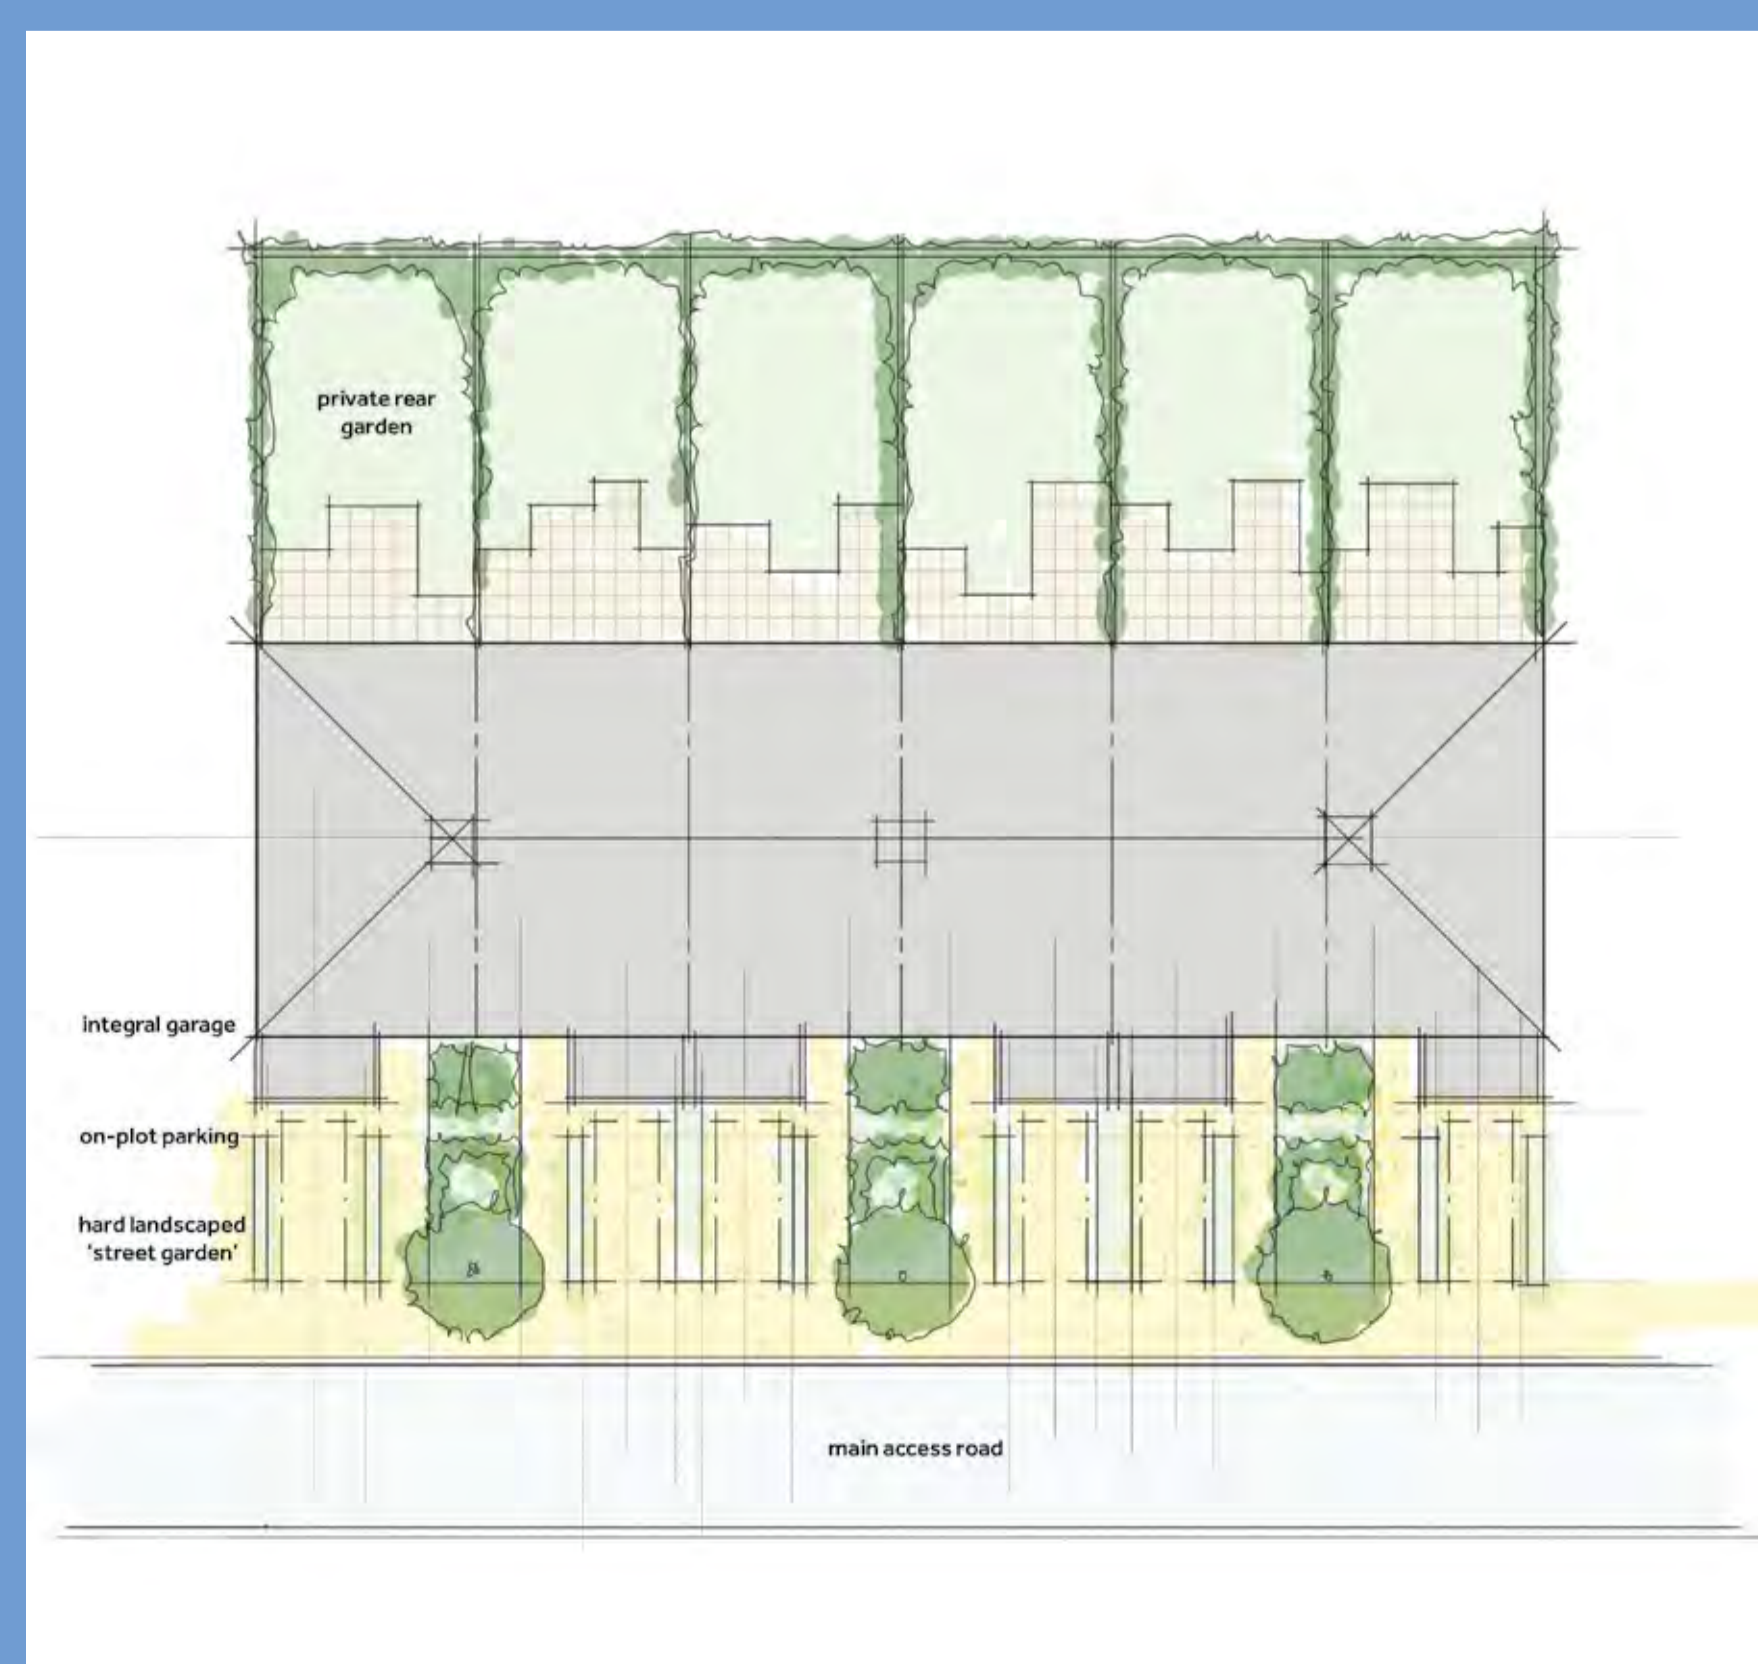 private rear
garden
integral garage
on-plot parking
hard landscaped
'street garden'
main access road